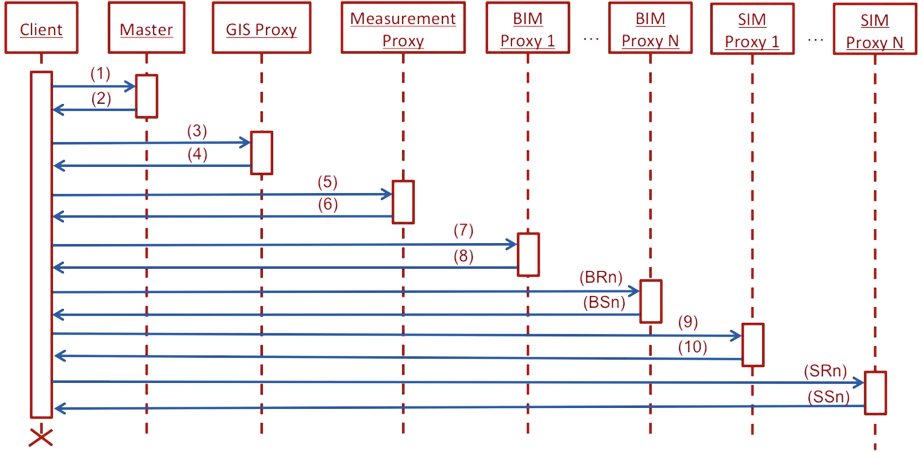 Client
Master
GIS Proxy
Measurement
Proxy
BIM
Proxy 1
...
BIM
Proxy N
SIM
Proxy 1
...
SIM
Proxy N
(1)
(2)
(3)
(4)
(5)
(6)
(7)
(8)
(BRn)
(BSn)
(9)
(10)
(SRn)
(SSn)